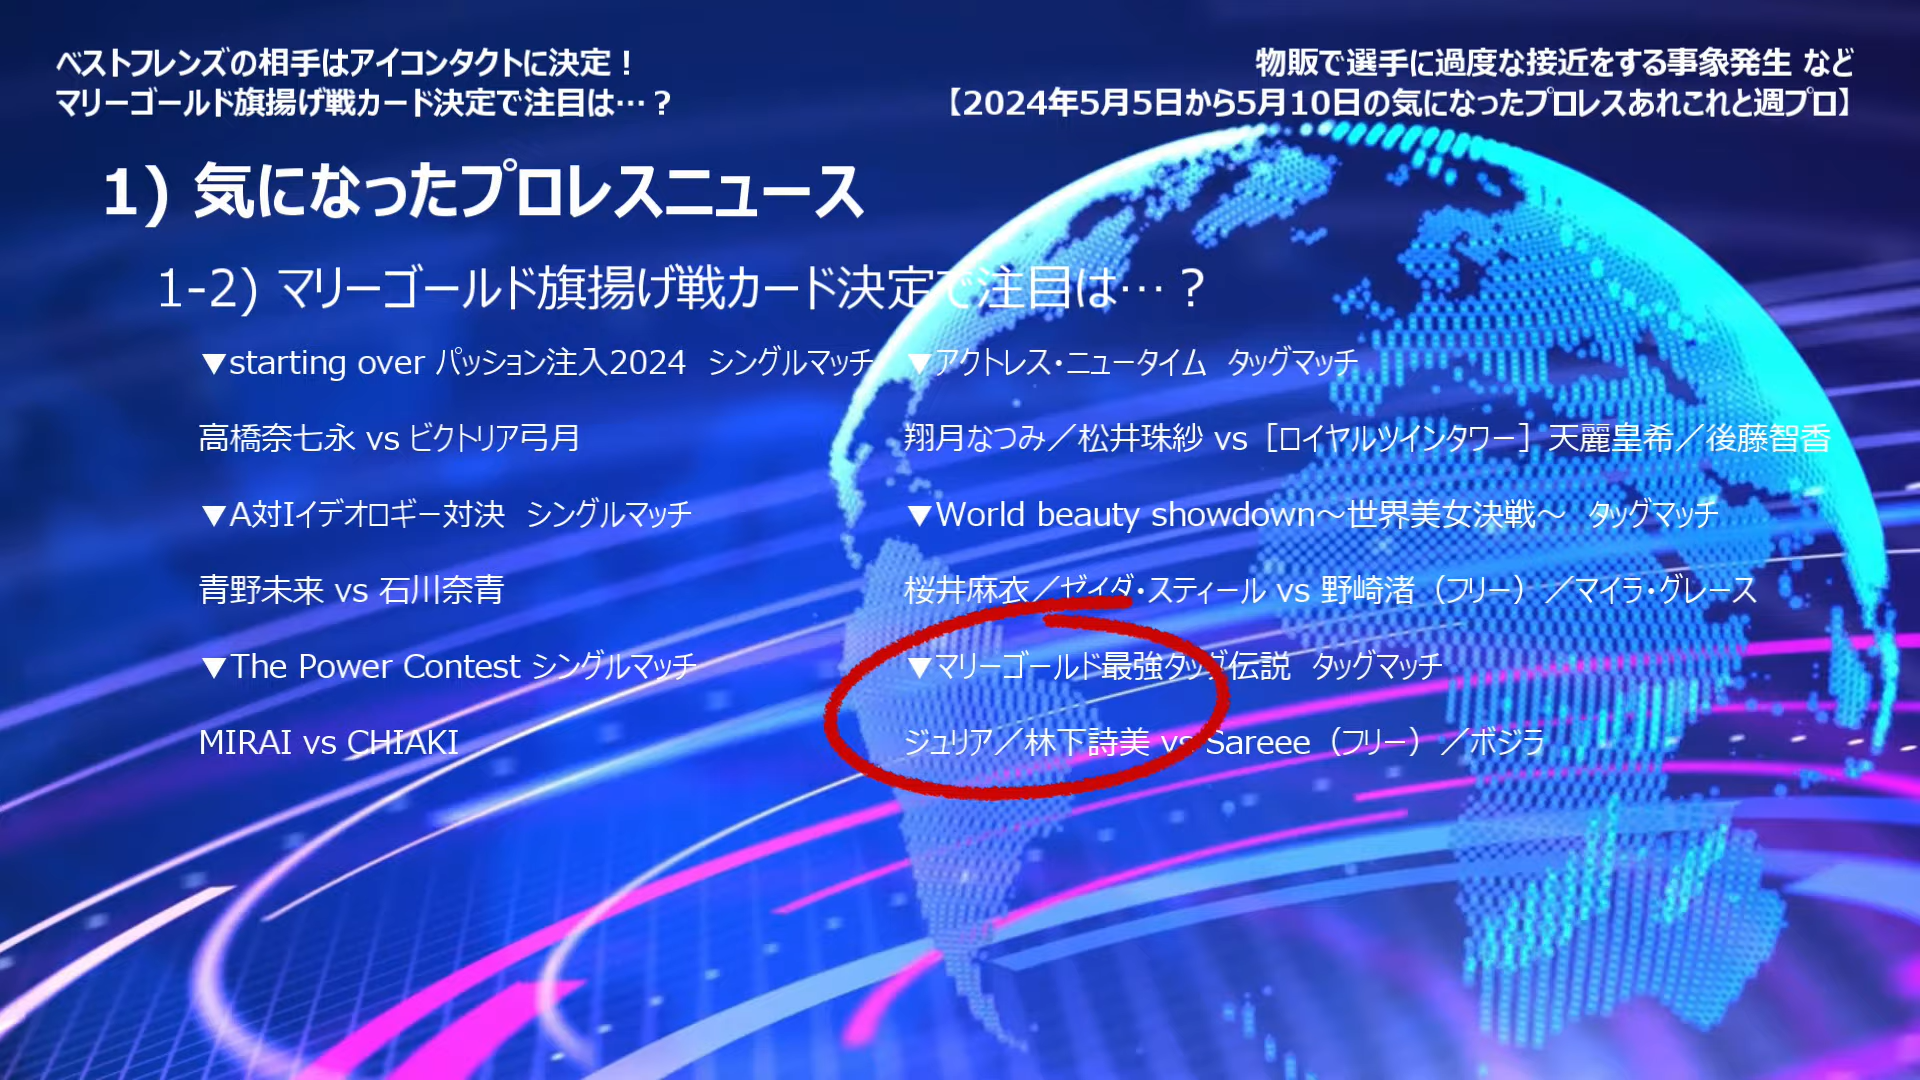 ベストフレンズの相手はアイコンタクトに決定！
マリーゴールド旗揚げ戦カード決定で注目は…？
物販で選手に過度な接近をする事象発生 など
【2024年5月5日から5月10日の気になったプロレスあれこれと週プロ】
1) 気になったプロレスニュース
1-2) マリーゴールド旗揚げ戦カード決定で注目は…？
▼starting over パッション注入2024 シングルマッチ
高橋奈七永 vs ビクトリア弓月
▼A対Iイデオロギー対決 シングルマッチ
青野未来 vs 石川奈青
▼The Power Contest シングルマッチ
MIRAI vs CHIAKI
▼アクトレス・ニュータイム タッグマッチ
翔月なつみ／松井珠紗 vs［ロイヤルツインタワー］天麗皇希／後藤智香
▼World beauty showdown～世界美女決戦～ タッグマッチ
桜井麻衣／ゼイダ・スティール vs 野崎渚（フリー）／マイラ・グレース
▼マリーゴールド最強タッグ伝説 タッグマッチ
ジュリア／林下詩美 vs Sareee（フリー）／ボジラ